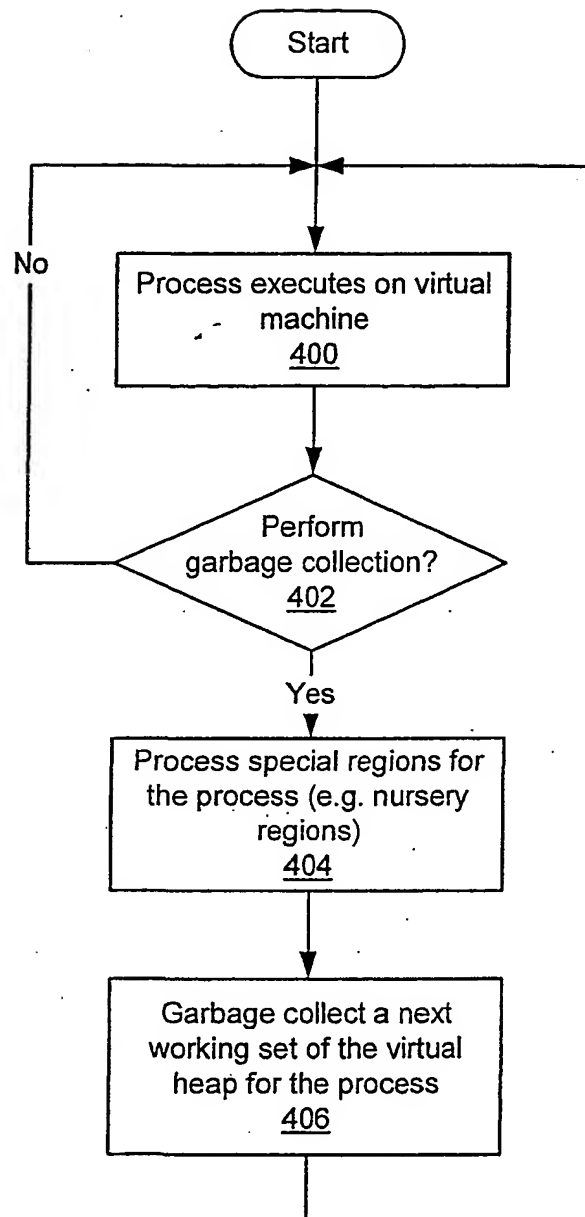 Start
No
Process executes on virtual
machine
400
Perform
garbage collection?
402
Yes
Process special regions for
the process (e.g. nursery
regions)
404
Garbage collect a next
working set of the virtual
heap for the process
406